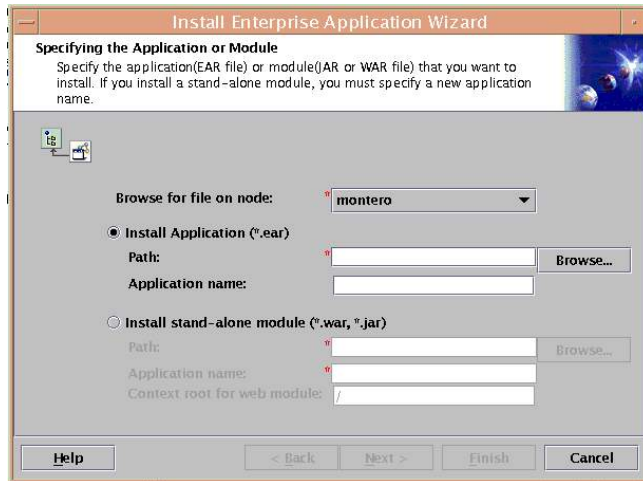 Install Enterprise Application Wizard
Specifying the Application or Module
Specify the application(EAR file) or module(JAR or WAR file) that you want to
install. If you install a stand-alone module, you must specify a new application
name.
Browse for file on node: * montero
Install Application (*.ear)
Path: * Browse...
Application name:
Install stand-alone module (*.war, *.jar)
Path: * Browse...
Application name: *
Context root for web module: /
Help < Back Next > Finish Cancel